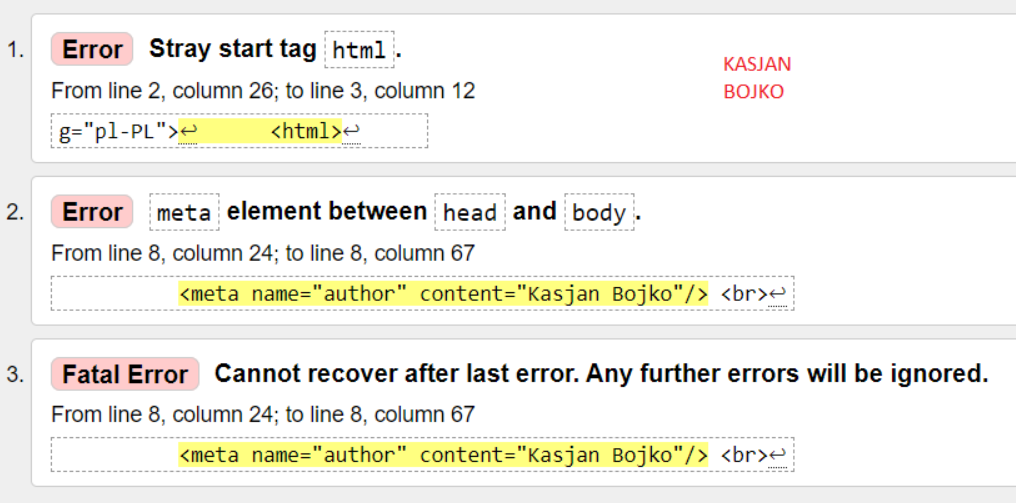 1. Error Stray start tag html.
KASJAN
From line 2, column 26; to line 3, column 12
BOJKO
g="pl-PL">↩ <html>↩
2. Error meta element between head and body.
From line 8, column 24; to line 8, column 67
<meta name="author" content="Kasjan Bojko"/> <br>↩
3. Fatal Error Cannot recover after last error. Any further errors will be ignored.
From line 8, column 24; to line 8, column 67
<meta name="author" content="Kasjan Bojko"/> <br>↩